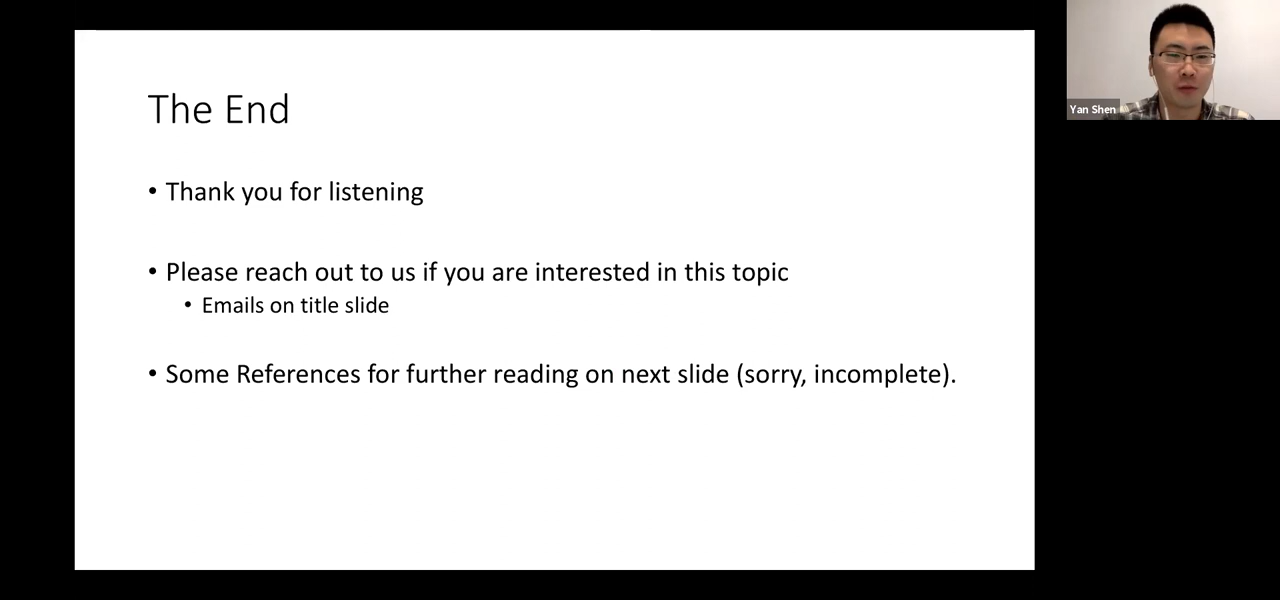 The End
• Thank you for listening
• Please reach out to us if you are interested in this topic
• Emails on title slide
• Some References for further reading on next slide (sorry, incomplete).
Yan Shen